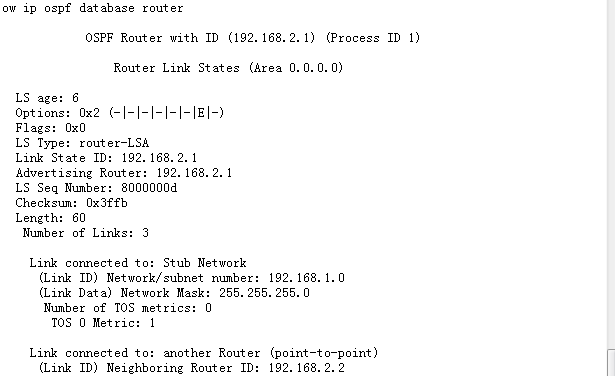 ow ip ospf database router
OSPF Router with ID (192.168.2.1) (Process ID 1)
Router Link States (Area 0.0.0.0)
LS age: 6
Options: 0x2 (-|-|-|-|-|-|E|-)
Flags: 0x0
LS Type: router-LSA
Link State ID: 192.168.2.1
Advertising Router: 192.168.2.1
LS Seq Number: 8000000d
Checksum: 0x3ffb
Length: 60
Number of Links: 3
Link connected to: Stub Network
(Link ID) Network/subnet number: 192.168.1.0
(Link Data) Network Mask: 255.255.255.0
Number of TOS metrics: 0
TOS 0 Metric: 1
Link connected to: another Router (point-to-point)
(Link ID) Neighboring Router ID: 192.168.2.2